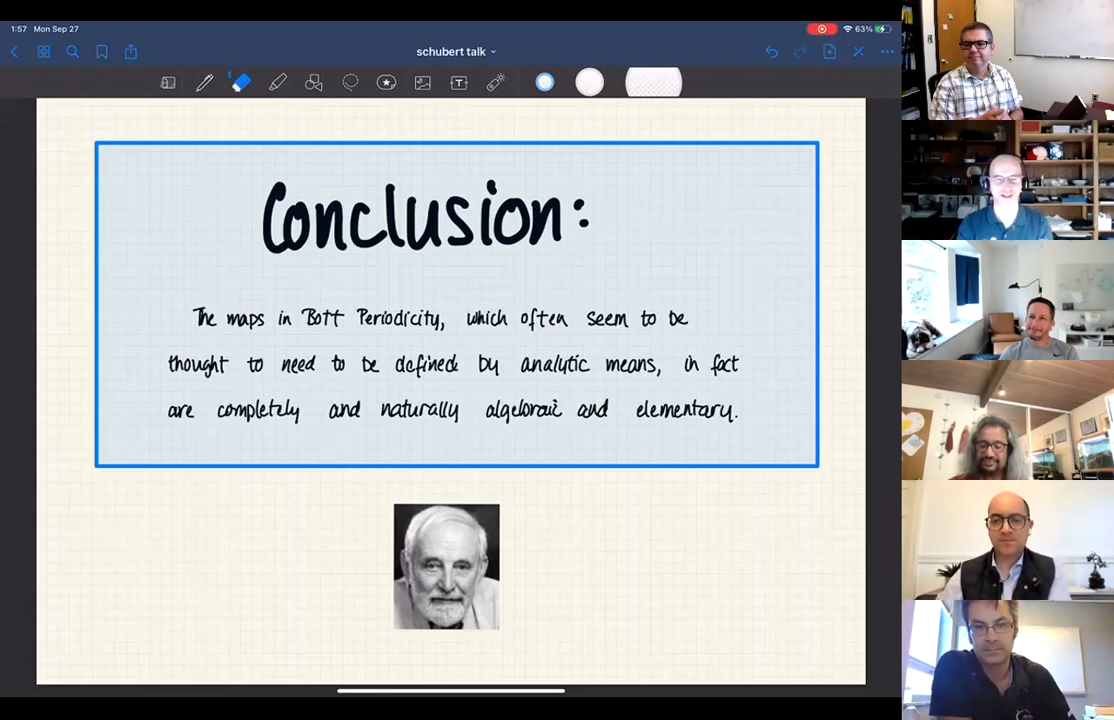 1:57 Mon Sep 27
63%
schubert talk
Conclusion:
The maps in Bott Periodicity, which often seem to be
thought to need to be defined by analytic means, in fact
are completely and naturally algebraic and elementary.